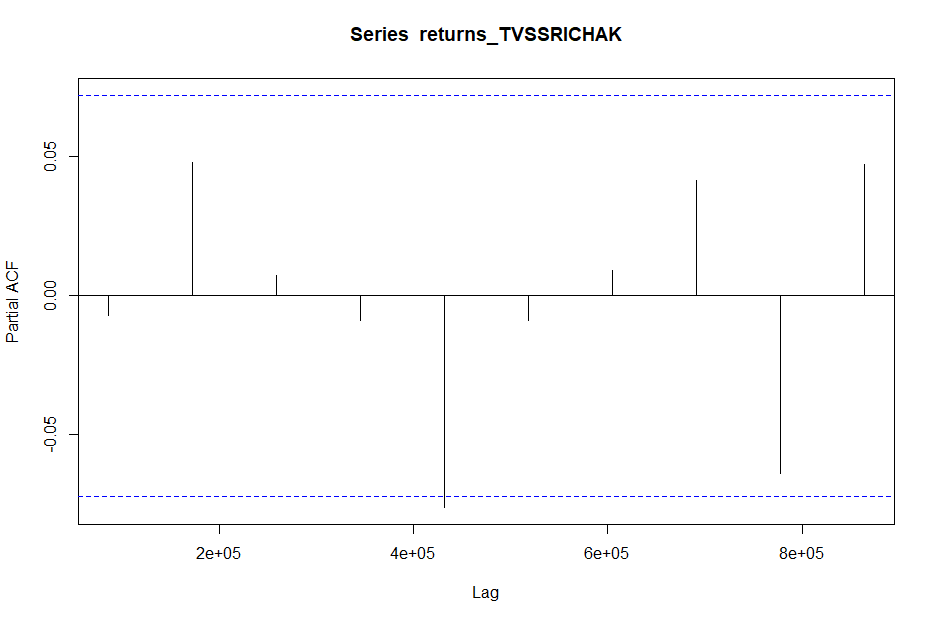 Series returns_TVSSRICHAK
Partial ACF
0.05
0.00
-0.05
2e+05 4e+05 6e+05 8e+05
Lag